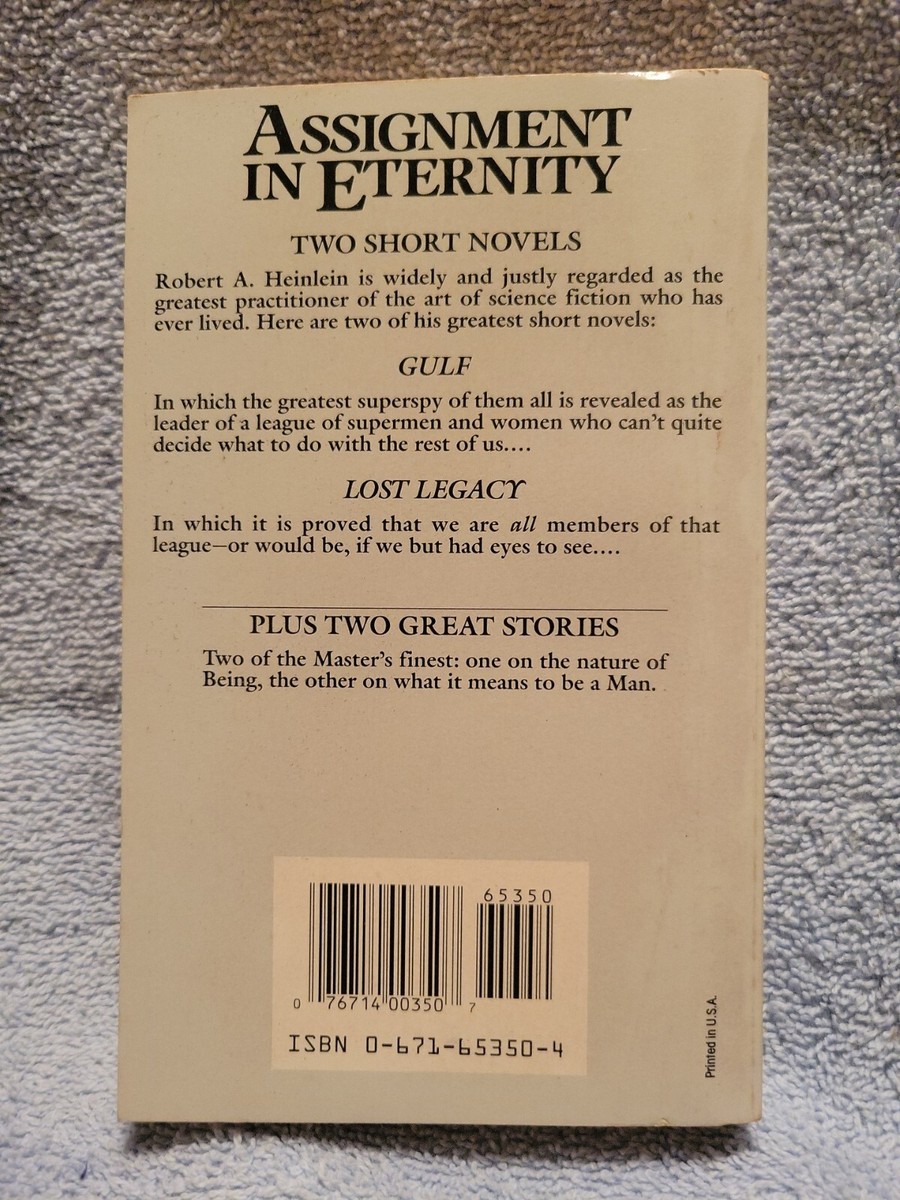 ASSIGNMENT
IN ETERNITY
TWO SHORT NOVELS
Robert A. Heinlein is widely and justly regarded as the
greatest practitioner of the art of science fiction who has
ever lived. Here are two of his greatest short novels:
GULF
In which the greatest superspy of them all is revealed as the
leader of a league of supermen and women who can't quite
decide what to do with the rest of us....
LOST LEGACY
In which it is proved that we are all members of that
league—or would be, if we but had eyes to see....
PLUS TWO GREAT STORIES
Two of the Master's finest: one on the nature of
Being, the other on what it means to be a Man.
65350
0 76714 00350 7
ISBN 0-671-65350-4
Printed in U.S.A.